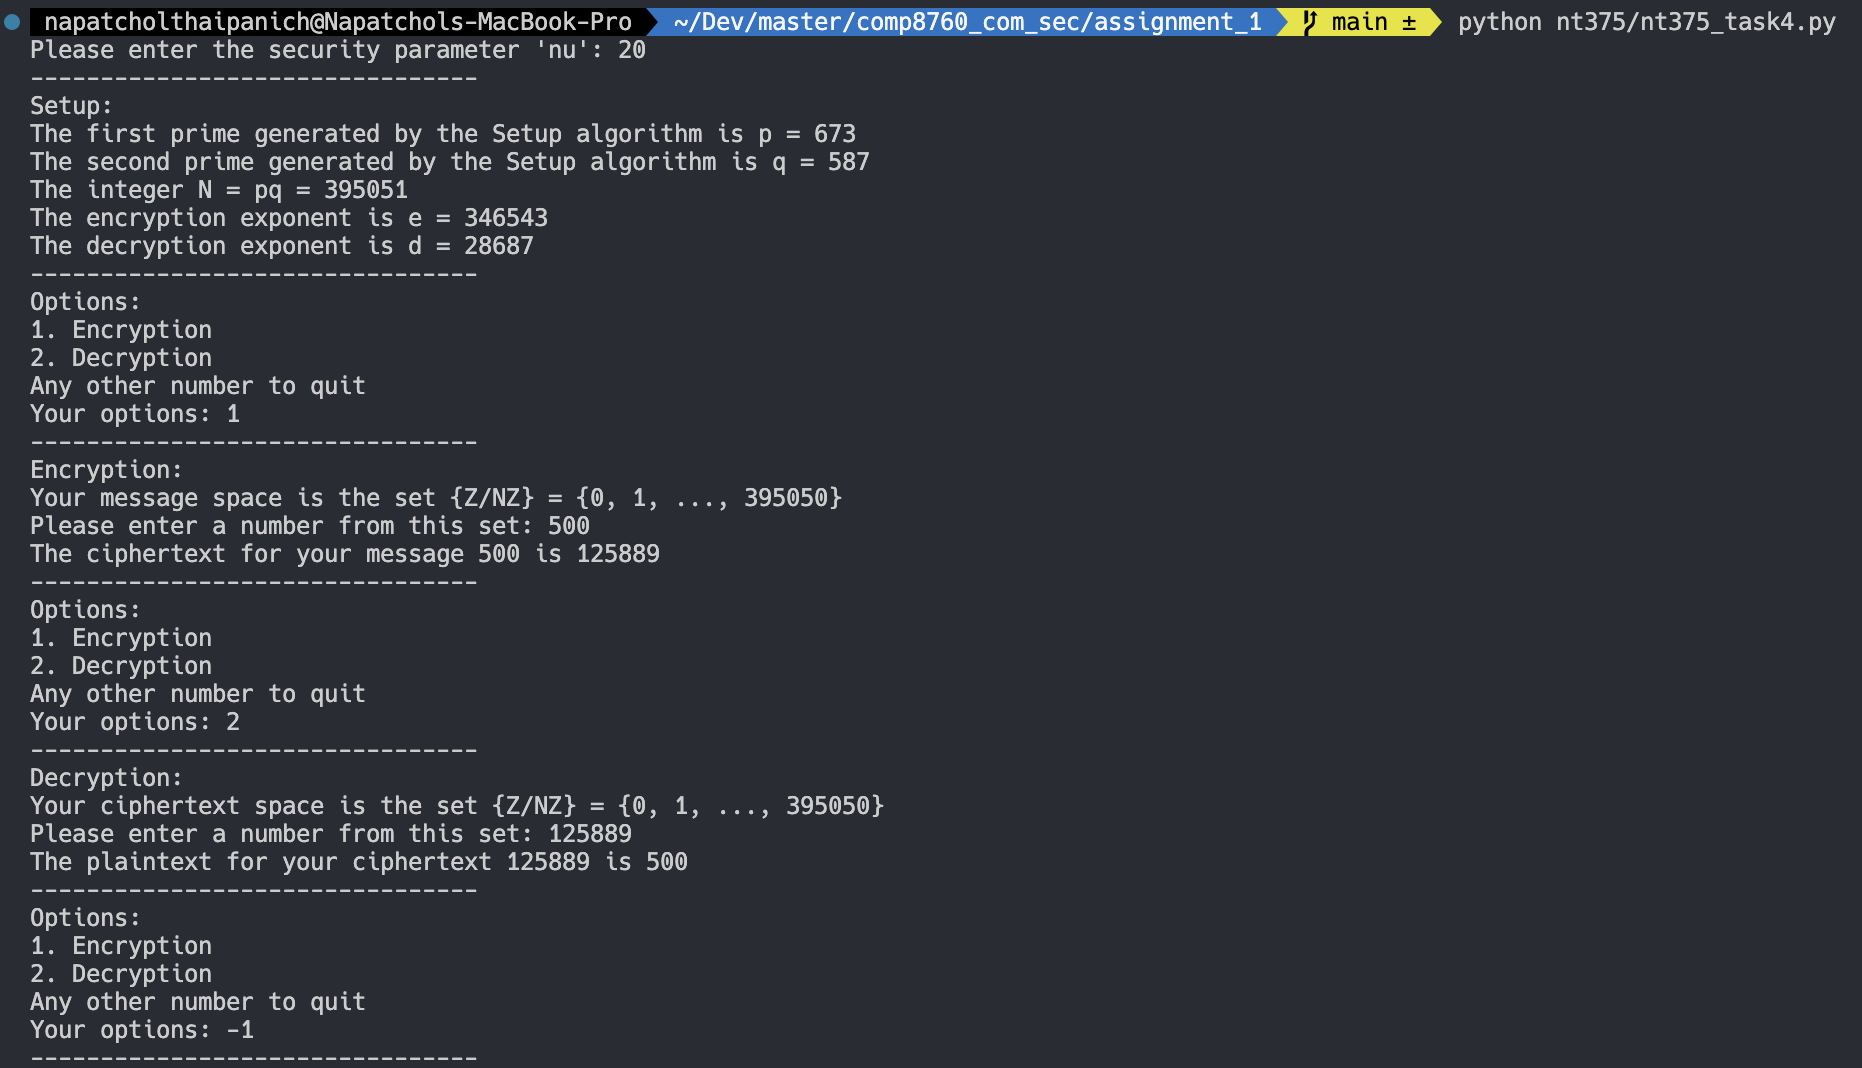 napatcholthaipanich@Napatchols-MacBook-Pro ~/Dev/master/comp8760_com_sec/assignment_1 main ± python nt375/nt375_task4.py
Please enter the security parameter 'nu': 20
--------------------------------
Setup:
The first prime generated by the Setup algorithm is p = 673
The second prime generated by the Setup algorithm is q = 587
The integer N = pq = 395051
The encryption exponent is e = 346543
The decryption exponent is d = 28687
--------------------------------
Options:
1. Encryption
2. Decryption
Any other number to quit
Your options: 1
--------------------------------
Encryption:
Your message space is the set {Z/NZ} = {0, 1, ..., 395050}
Please enter a number from this set: 500
The ciphertext for your message 500 is 125889
--------------------------------
Options:
1. Encryption
2. Decryption
Any other number to quit
Your options: 2
--------------------------------
Decryption:
Your ciphertext space is the set {Z/NZ} = {0, 1, ..., 395050}
Please enter a number from this set: 125889
The plaintext for your ciphertext 125889 is 500
--------------------------------
Options:
1. Encryption
2. Decryption
Any other number to quit
Your options: -1
--------------------------------